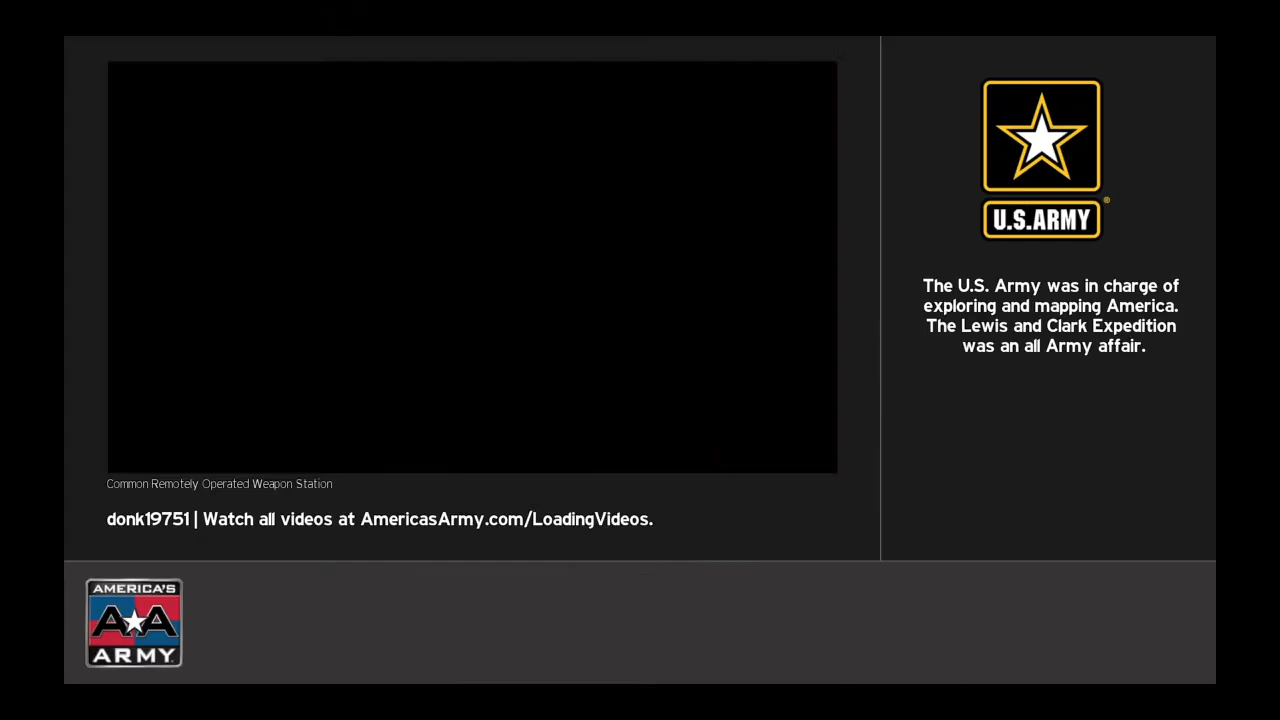 U.S.ARMY
®
The U.S. Army was in charge of
exploring and mapping America.
The Lewis and Clark Expedition
was an all Army affair.
Common Remotely Operated Weapon Station
donk19751 | Watch all videos at AmericasArmy.com/LoadingVideos.
AMERICA'S
AA
ARMY